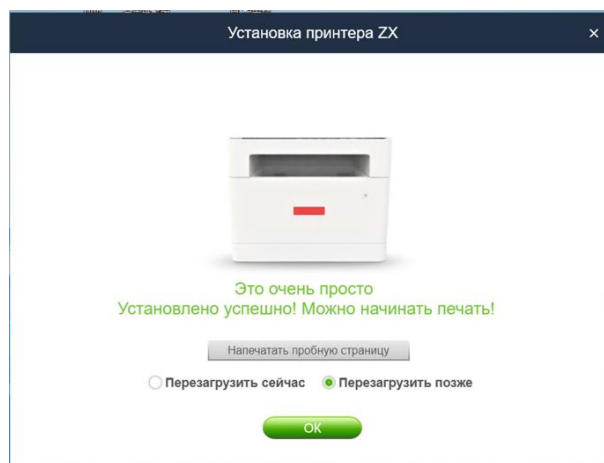 Установка принтера ZX
Это очень просто
Установлено успешно! Можно начинать печать!
Напечатать пробную страницу
Перезагрузить сейчас
Перезагрузить позже
OK